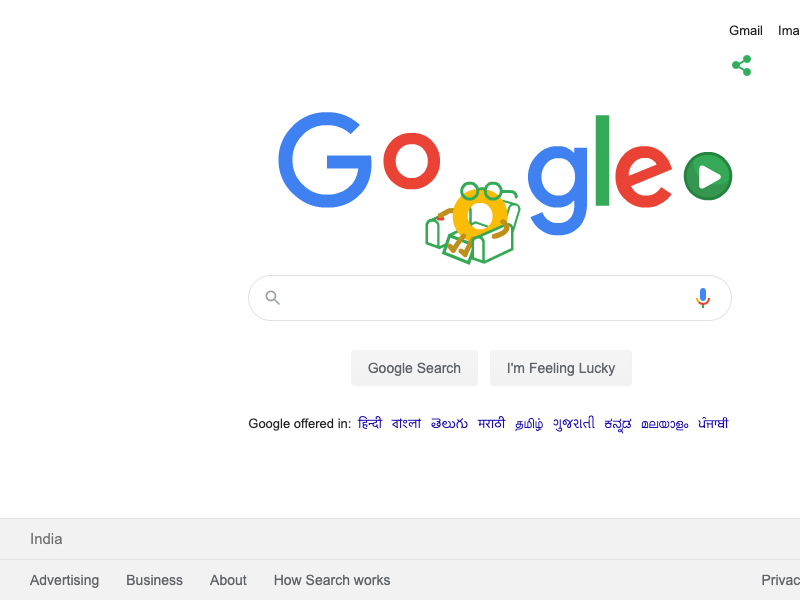 Gmail Ima
Google
Google Search I'm Feeling Lucky
Google offered in: हिन्दी বাংলা తెలుగు मराठी தமிழ் ગુજરાતી ಕನ್ನಡ മലയാളം ਪੰਜਾਬੀ
India
Advertising Business About How Search works Privac